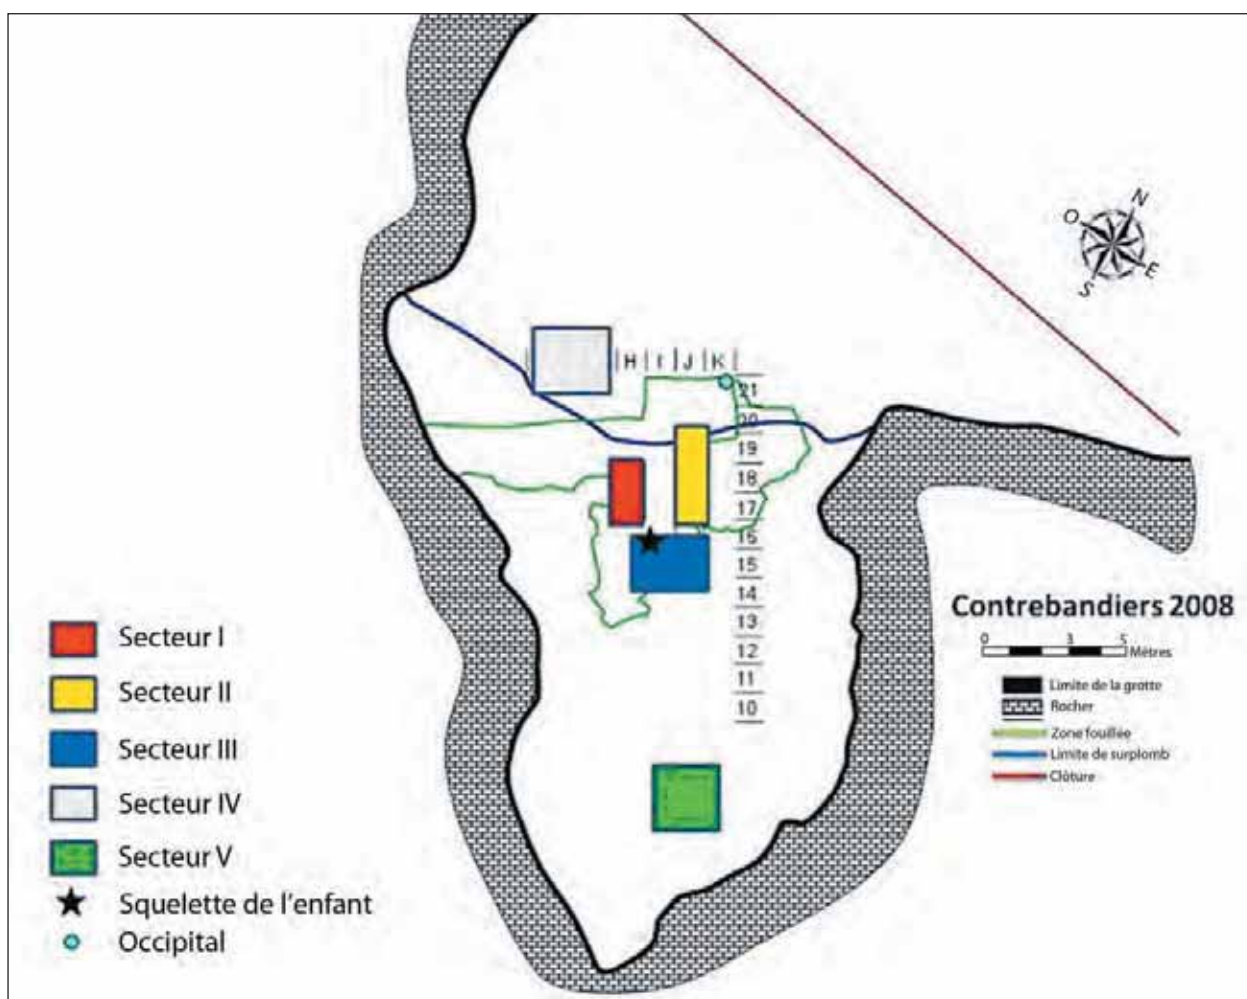 N
O
E
S
H I J K
21
20
19
18
17
16
15
14
13
12
11
10
Contrebandiers 2008
0 3 5
Mètres
Limite de la grotte
Rocher
Zone fouillée
Limite de surplomb
Clôture
Secteur I
Secteur II
Secteur III
Secteur IV
Secteur V
Squelette de l'enfant
Occipital